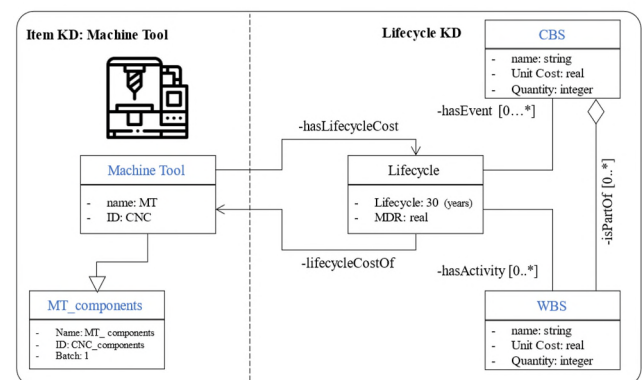 Item KD: Machine Tool
Lifecycle KD
CBS
- name: string
- Unit Cost: real
- Quantity: integer
-hasEvent [0…*]
-hasLifecycleCost
Machine Tool
- name: MT
- ID: CNC
Lifecycle
- Lifecycle: 30 (years)
- MDR: real
-isPartOf [0..*]
-lifecycleCostOf
-hasActivity [0..*]
MT_components
- Name: MT_ components
- ID: CNC_components
- Batch: 1
WBS
- name: string
- Unit Cost: real
- Quantity: integer